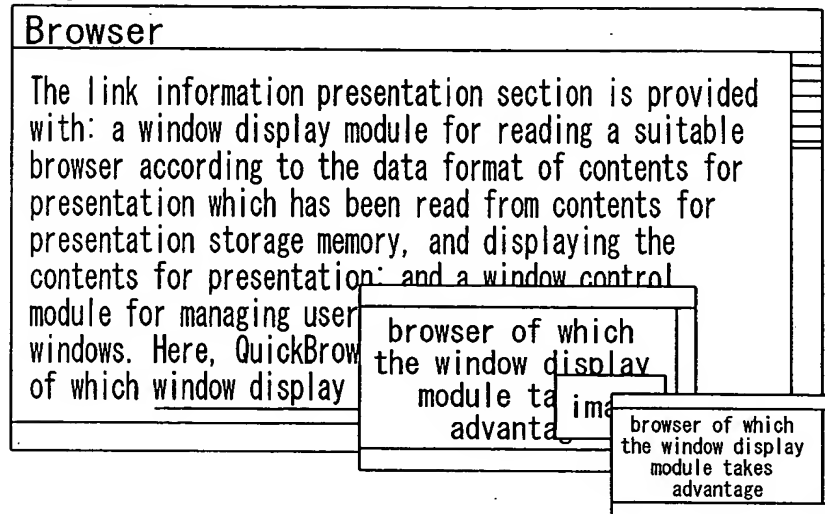 Browser
The link information presentation section is provided
with: a window display module for reading a suitable
browser according to the data format of contents for
presentation which has been read from contents for
presentation storage memory, and displaying the
contents for presentation; and a window control
module for managing user
windows. Here, QuickBrow
of which window display
browser of which
the window display
module ta
advanta
ima
browser of which
the window display
module takes
advantage